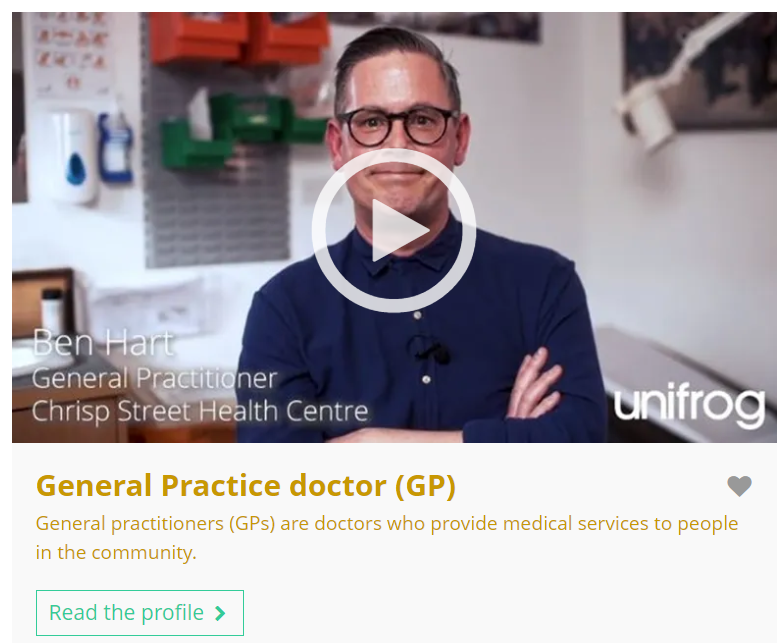 Ben Hart
General Practitioner
Chrisp Street Health Centre
unifrog
General Practice doctor (GP)
General practitioners (GPs) are doctors who provide medical services to people
in the community.
Read the profile